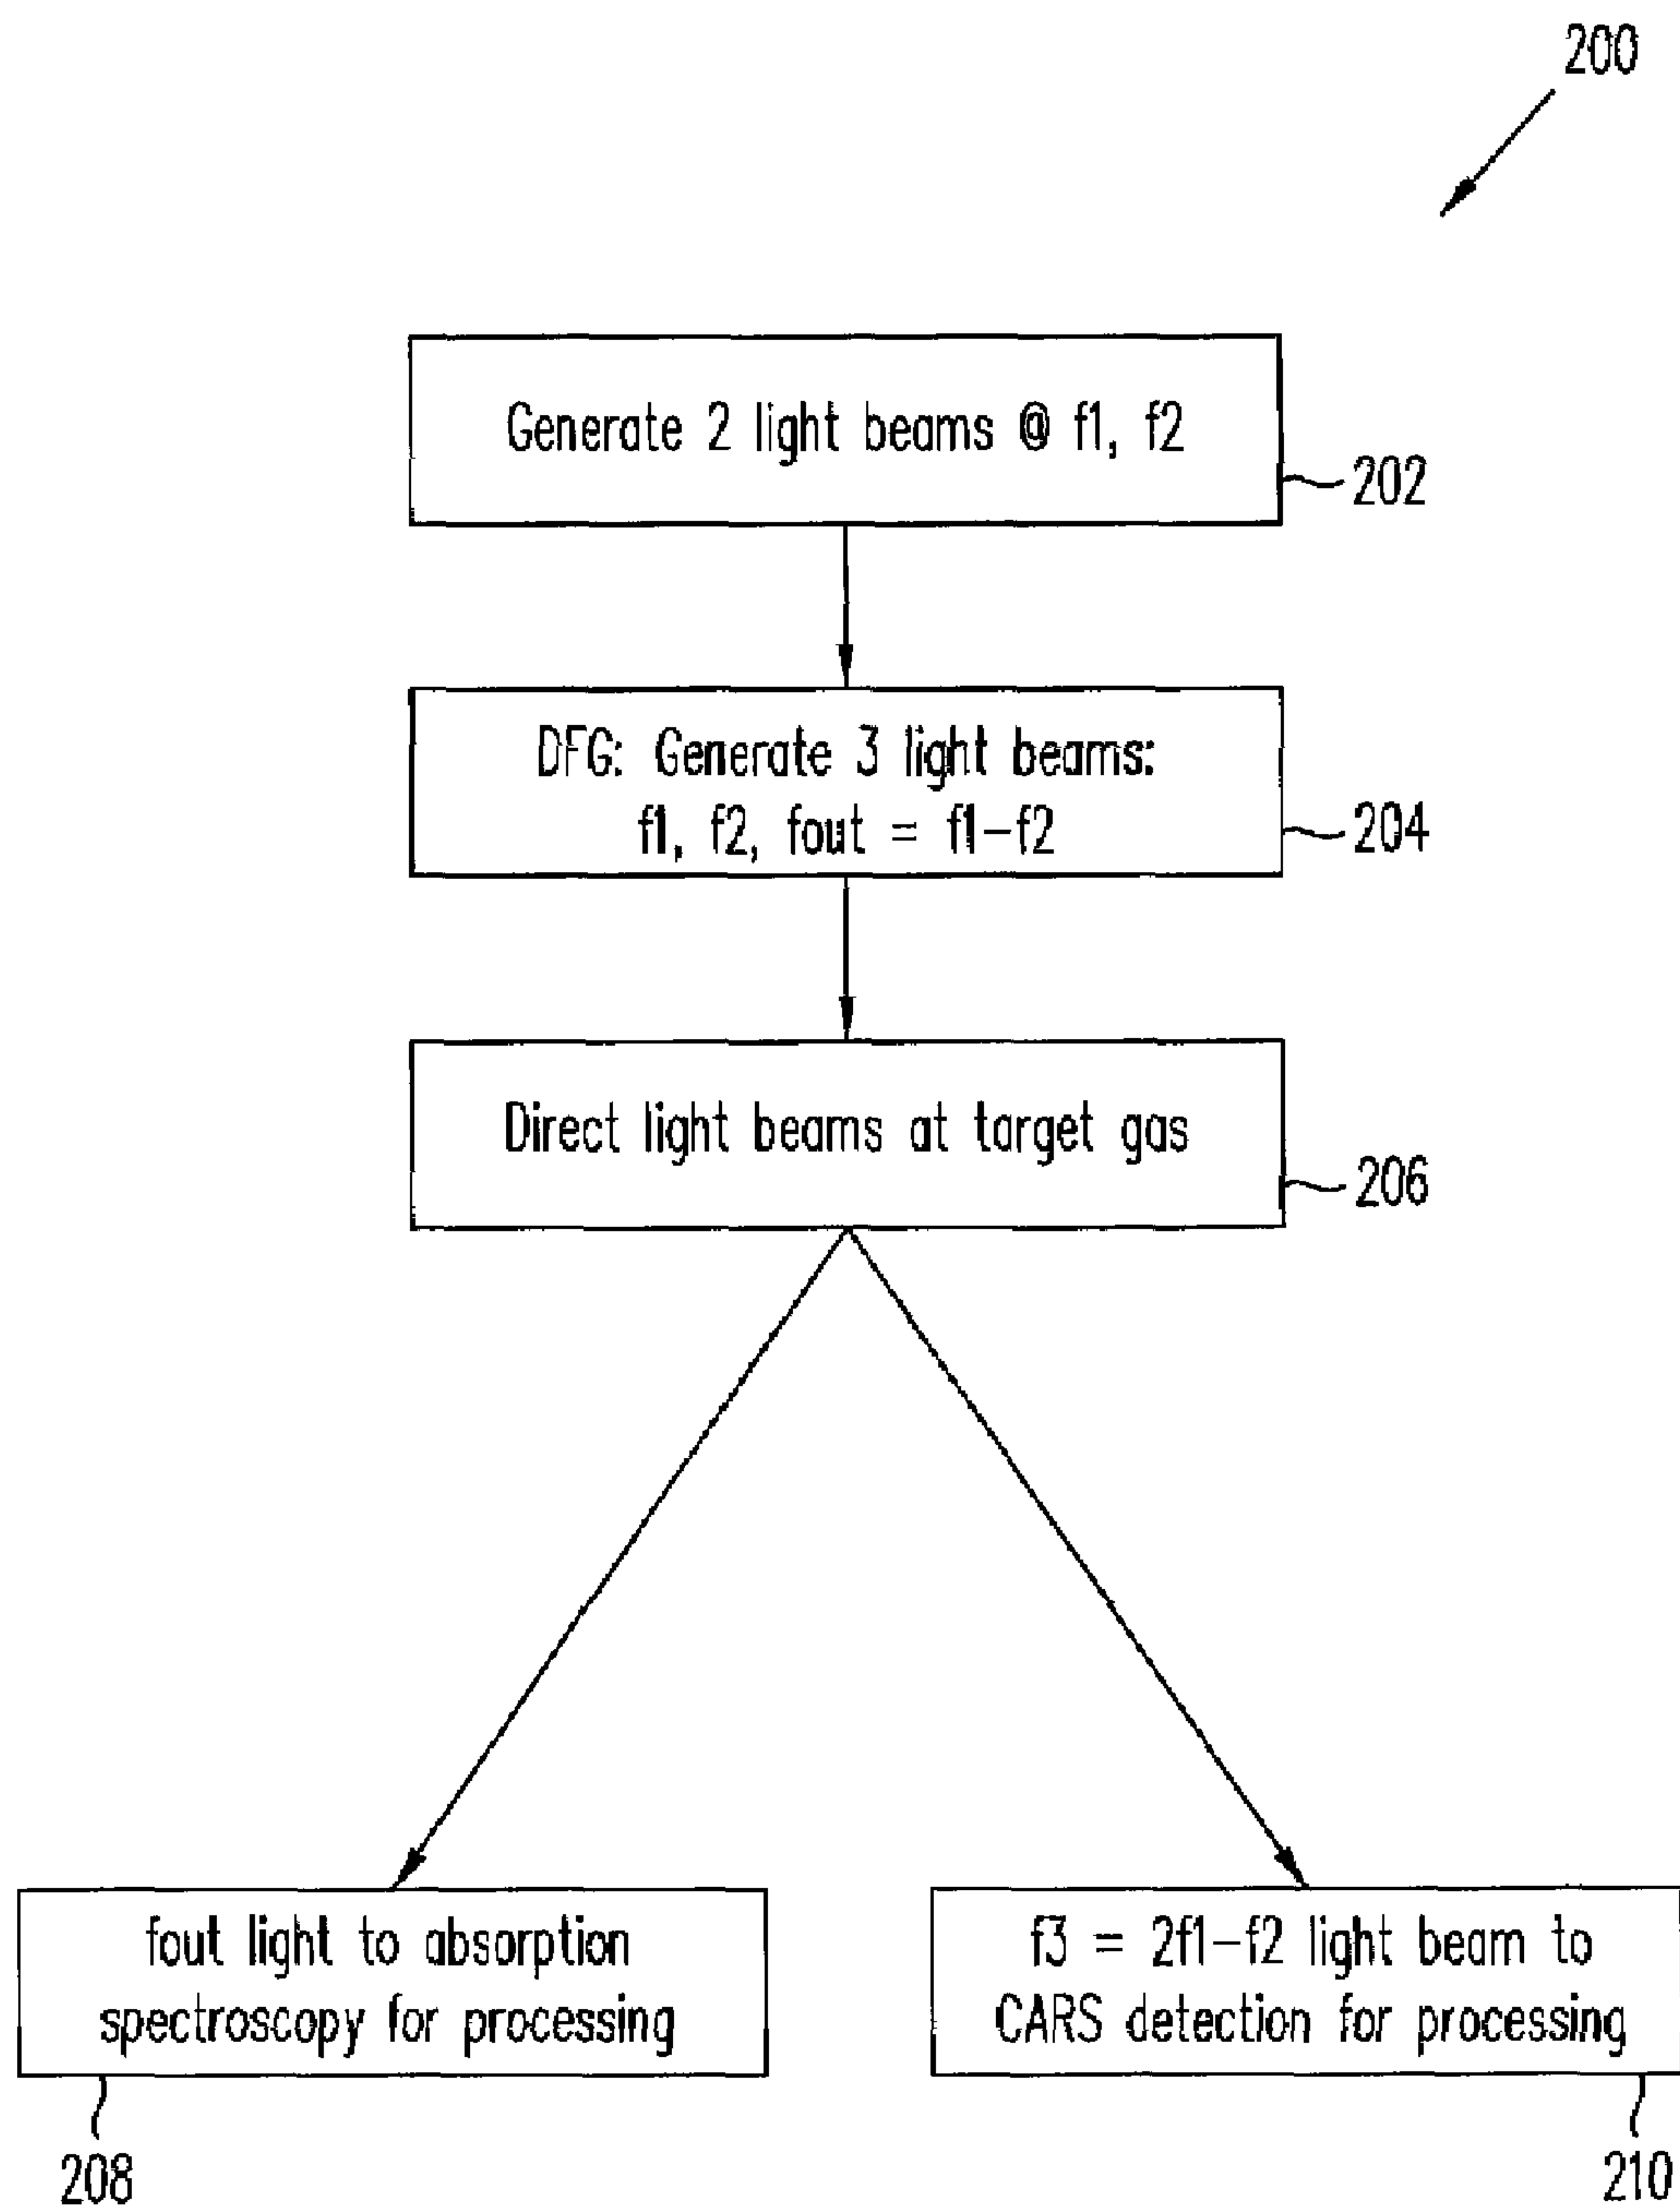 200
Generate 2 light beams @ f1, f2
202
DFG: Generate 3 light beams:
f1, f2, fout = f1-f2
204
Direct light beams at target gas
206
fout light to absorption
spectroscopy for processing
208
f3 = 2f1-f2 light beam to
CARS detection for processing
210